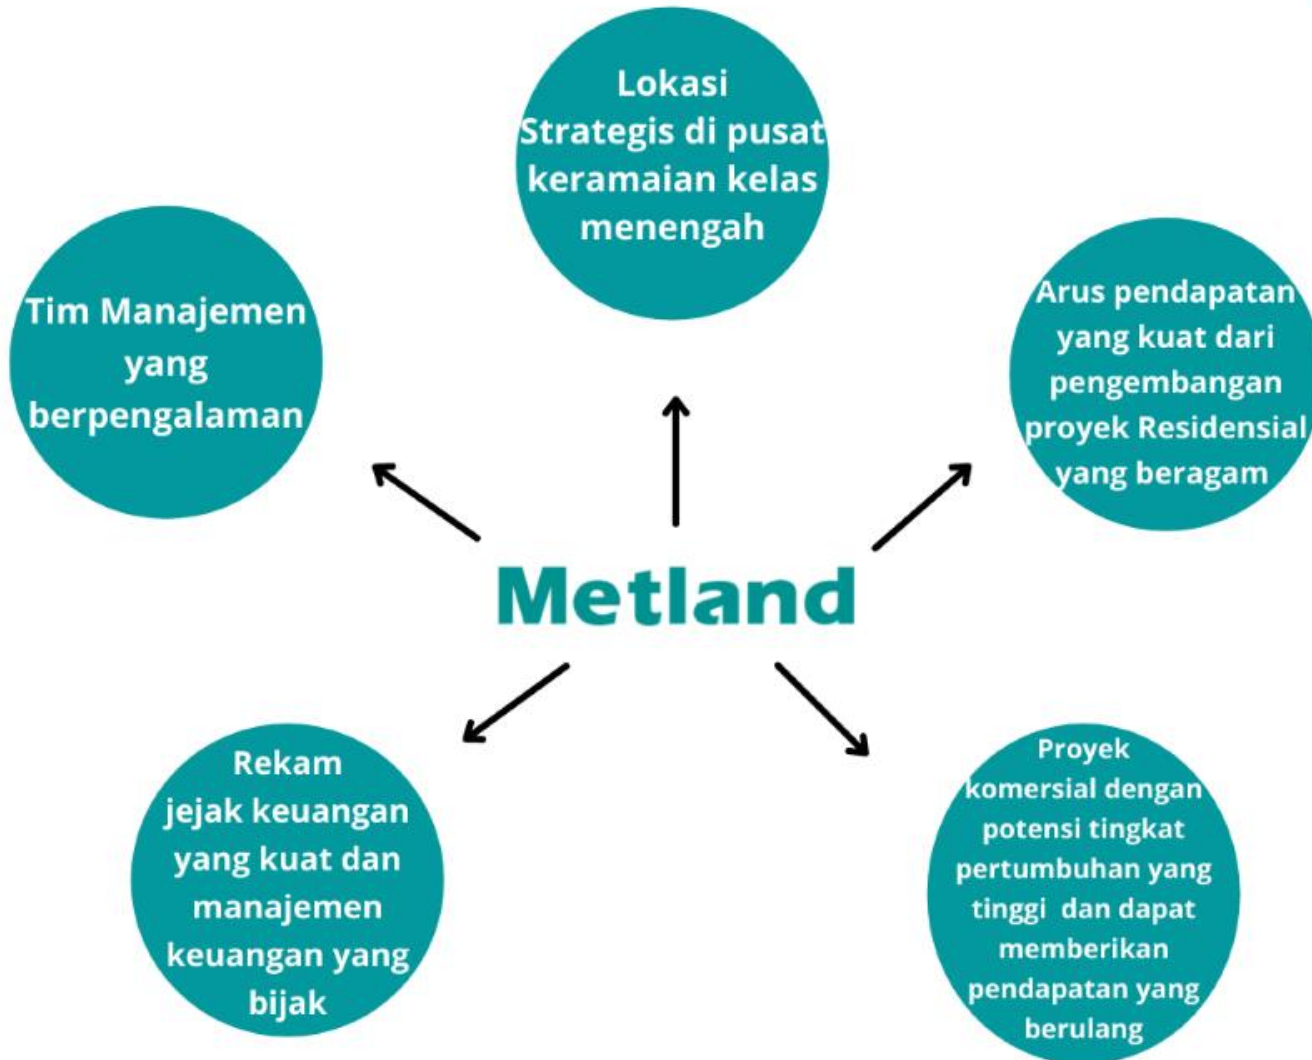 Lokasi
Strategis di pusat
keramaian kelas
menengah
Tim Manajemen
yang
berpengalaman
Arus pendapatan
yang kuat dari
pengembangan
proyek Residensial
yang beragam
Metland
Rekam
jejak keuangan
yang kuat dan
manajemen
keuangan yang
bijak
Proyek
komersial dengan
potensi tingkat
pertumbuhan yang
tinggi dan dapat
memberikan
pendapatan yang
berulang